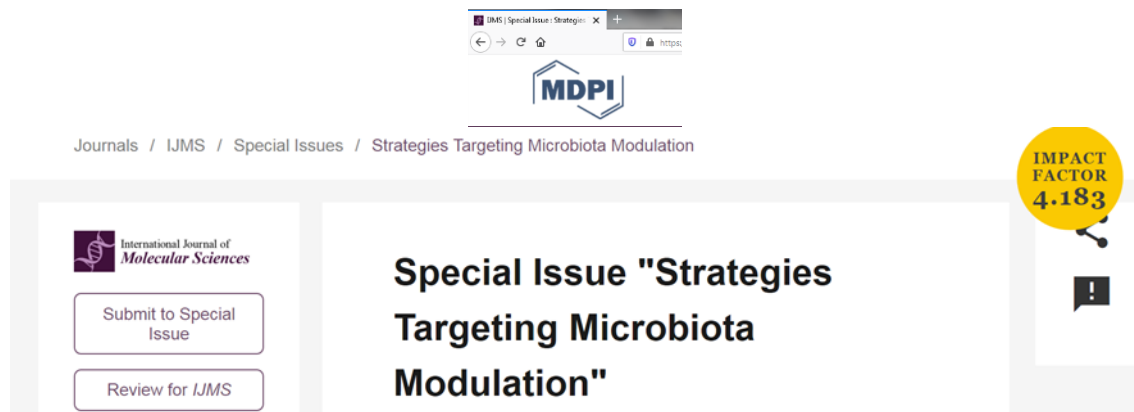 IJMS | Special Issue : Strategies
https:
MDPI
Journals / IJMS / Special Issues / Strategies Targeting Microbiota Modulation
IMPACT
FACTOR
4.183
International Journal of
Molecular Sciences
Submit to Special
Issue
Review for IJMS
Special Issue "Strategies
Targeting Microbiota
Modulation"